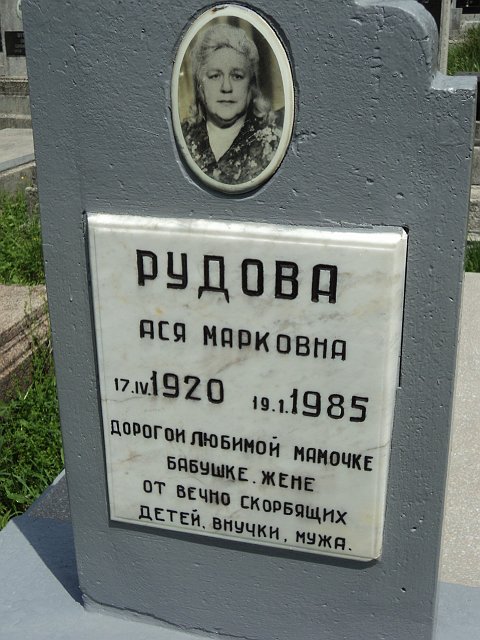 РУДОВА
АСЯ МАРКОВНА
17.IV.1920 19.1.1985
ДОРОГОЙ ЛЮБИМОЙ МАМОЧКЕ
БАБУШКЕ. ЖЕНЕ
ОТ ВЕЧНО СКОРБЯЩИХ
ДЕТЕЙ, ВНУЧКИ, МУЖА.